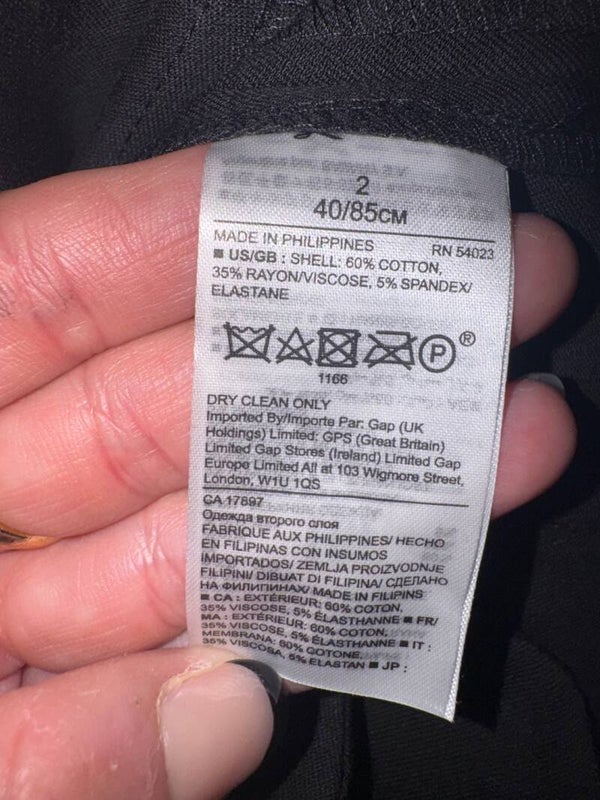 2
40/85CM
MADE IN PHILIPPINES RN 54023
■ US/GB : SHELL: 60% COTTON,
35% RAYON/VISCOSE, 5% SPANDEX/
ELASTANE
P ®
1166
DRY CLEAN ONLY
Imported By/Importe Par: Gap (UK
Holdings) Limited: GPS (Great Britain)
Limited Gap Stores (Ireland) Limited Gap
Europe Limited All at 103 Wigmore Street,
London, W1U 1QS
CA 17897
Одежда второго слоя
FABRIQUE AUX PHILIPPINES/ HECHO
EN FILIPINAS CON INSUMOS
IMPORTADOS/ ZEMLJA PROIZVODNJE
FILIPINI/ DIBUAT DI FILIPINA/ СДЕЛАНО
НА ФИЛИПИНАХ/ MADE IN FILIPINS
■ CA : EXTÉRIEUR: 60% COTON,
35% VISCOSE, 5% ÉLASTHANNE ■ FR/
MA : EXTÉRIEUR: 60% COTON,
35% VISCOSE, 5% ÉLASTHANNE ■ IT :
MEMBRANA: 60% COTONE,
35% VISCOSA, 5% ELASTAN ■ JP :